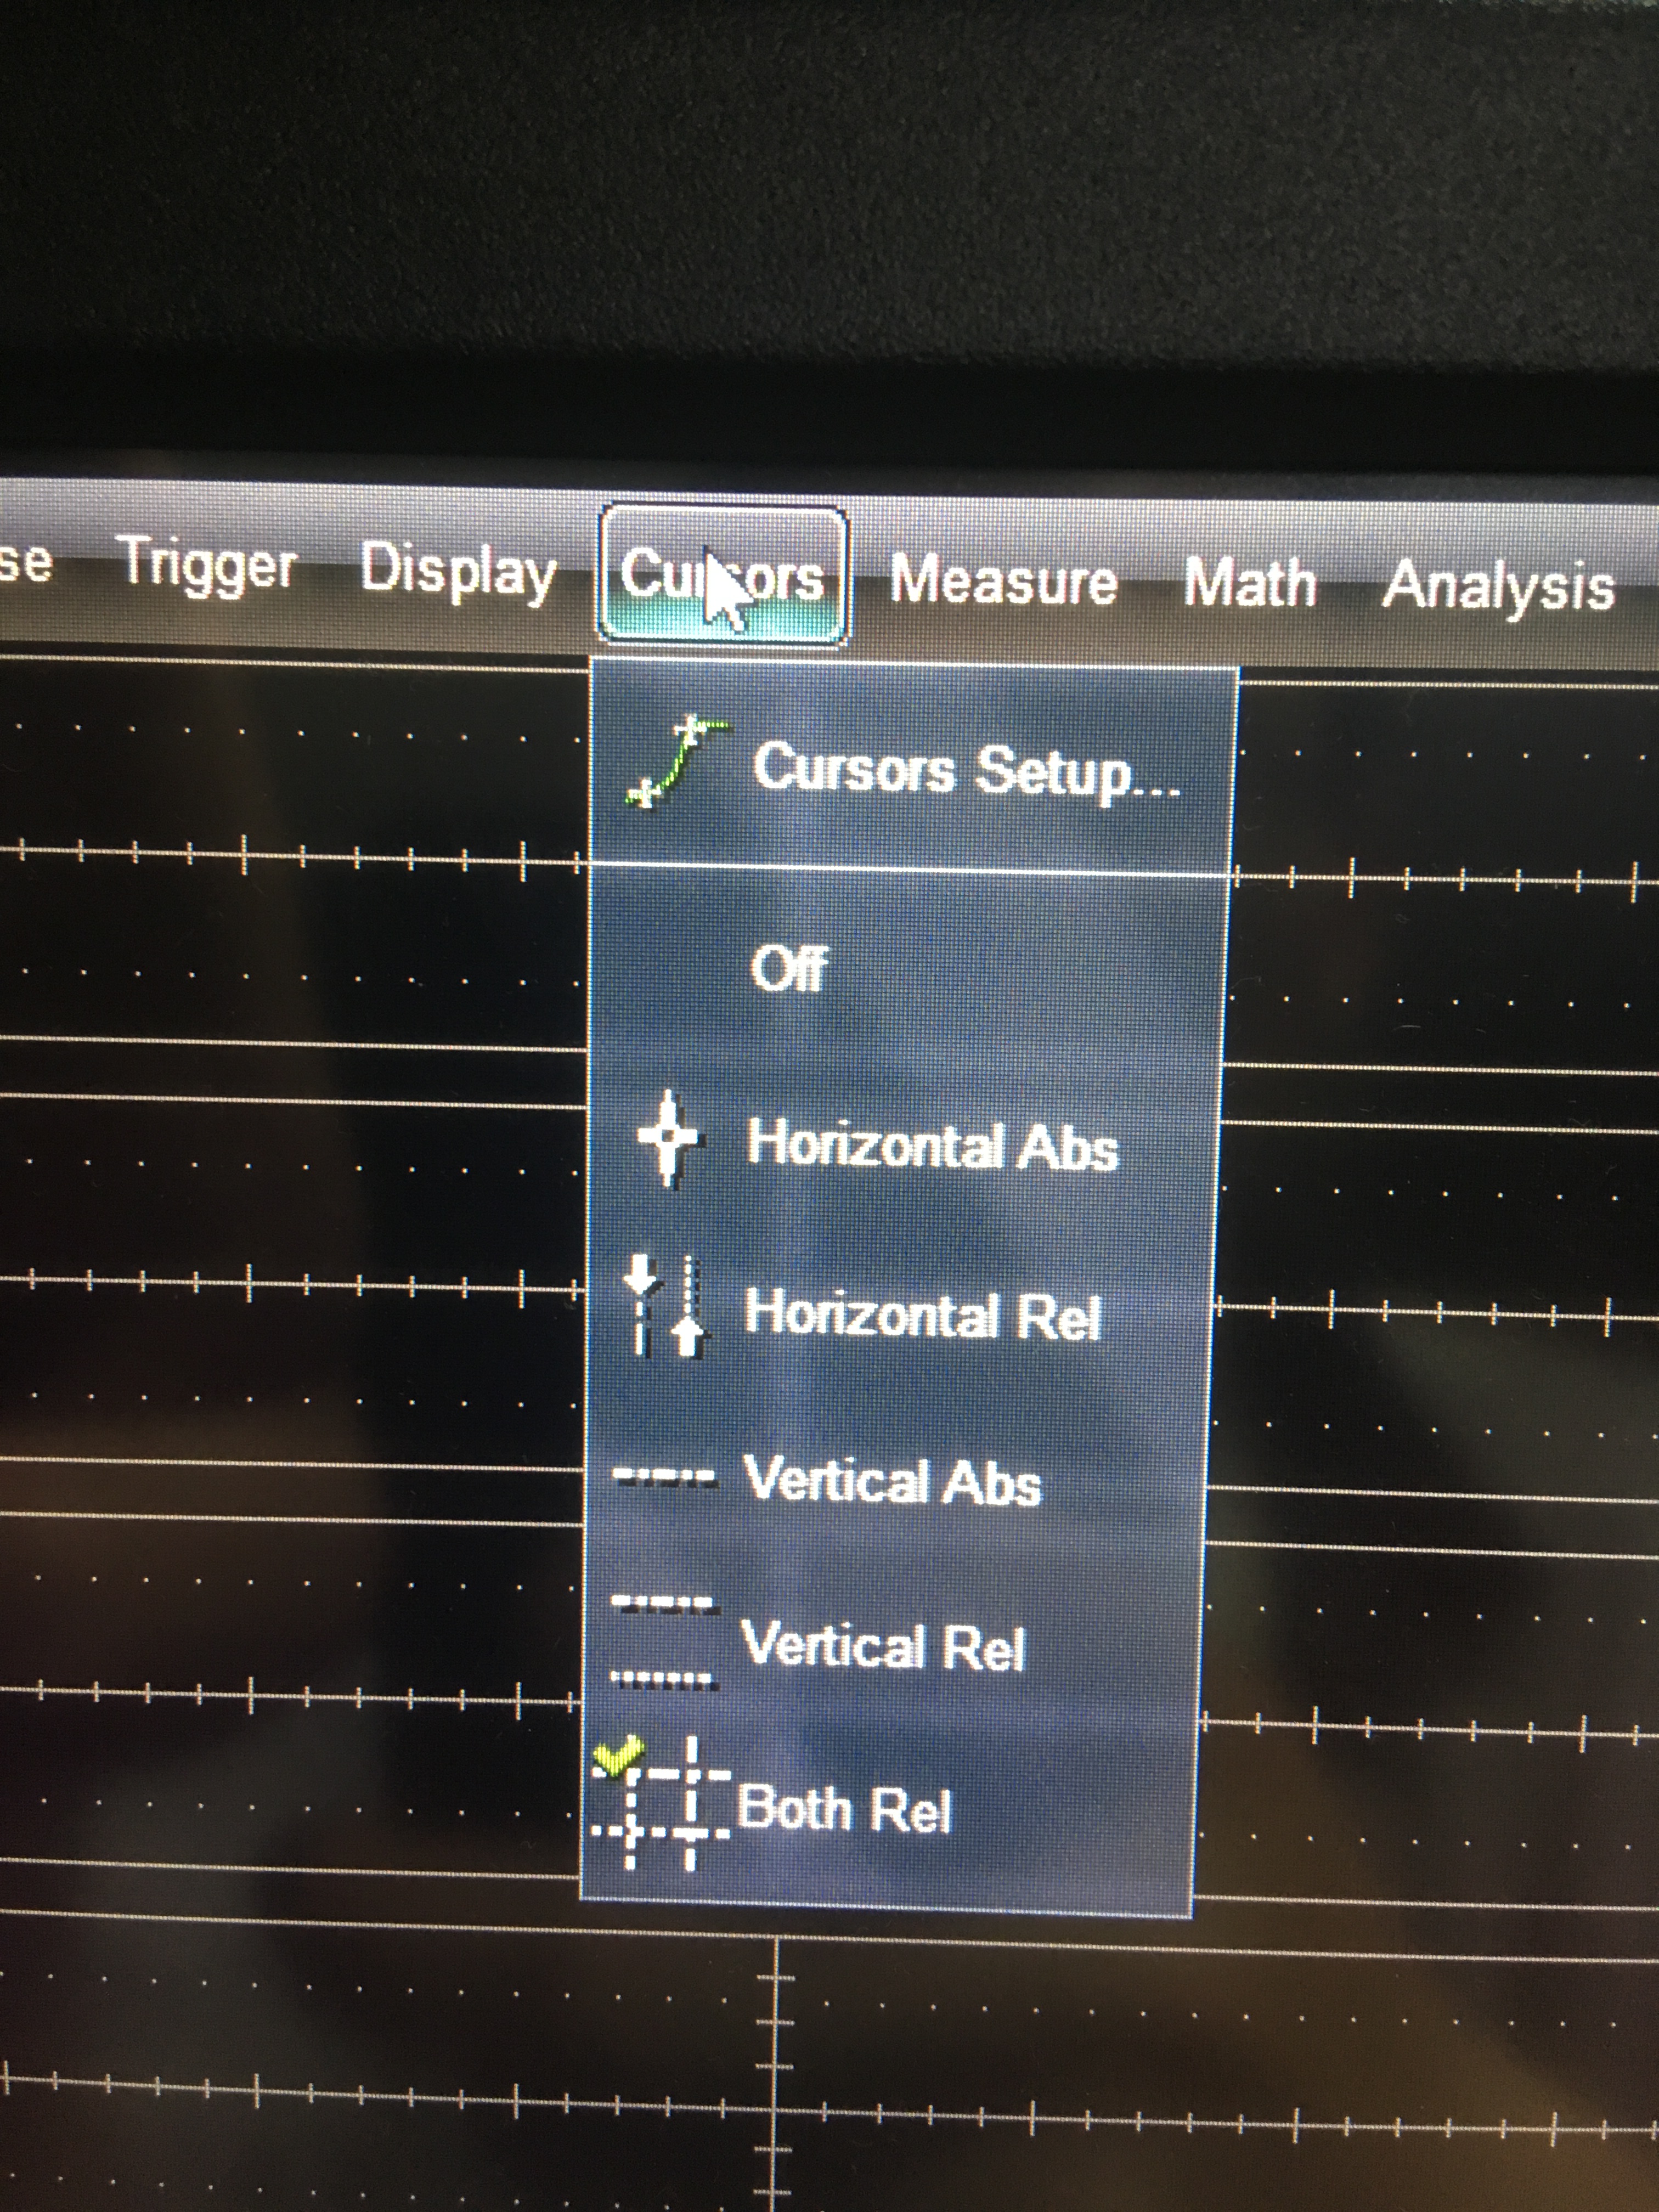 se Trigger Display Cursors Measure Math Analysis
Cursors Setup...
Off
Horizontal Abs
Horizontal Rel
Vertical Abs
Vertical Rel
Both Rel